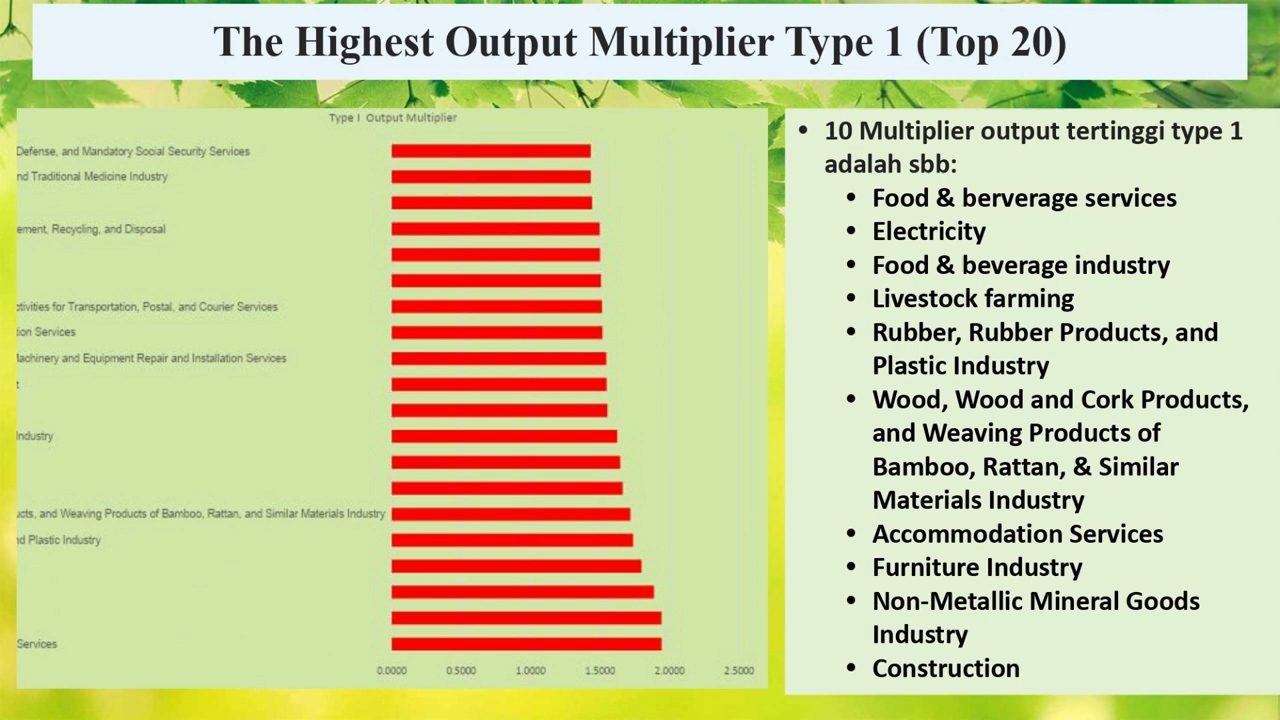 The Highest Output Multiplier Type 1 (Top 20)
Type I Output Multiplier
Defense, and Mandatory Social Security Services
nd Traditional Medicine Industry
ement, Recycling, and Disposal
ctivities for Transportation, Postal, and Courier Services
ion Services
Machinery and Equipment Repair and Installation Services
t
Industry
ucts, and Weaving Products of Bamboo, Rattan, and Similar Materials Industry
nd Plastic Industry
Services
0.0000 0.5000 1.0000 1.5000 2.0000 2.5000
• 10 Multiplier output tertinggi type 1
adalah sbb:
• Food & berverage services
• Electricity
• Food & beverage industry
• Livestock farming
• Rubber, Rubber Products, and
Plastic Industry
• Wood, Wood and Cork Products,
and Weaving Products of
Bamboo, Rattan, & Similar
Materials Industry
• Accommodation Services
• Furniture Industry
• Non-Metallic Mineral Goods
Industry
• Construction